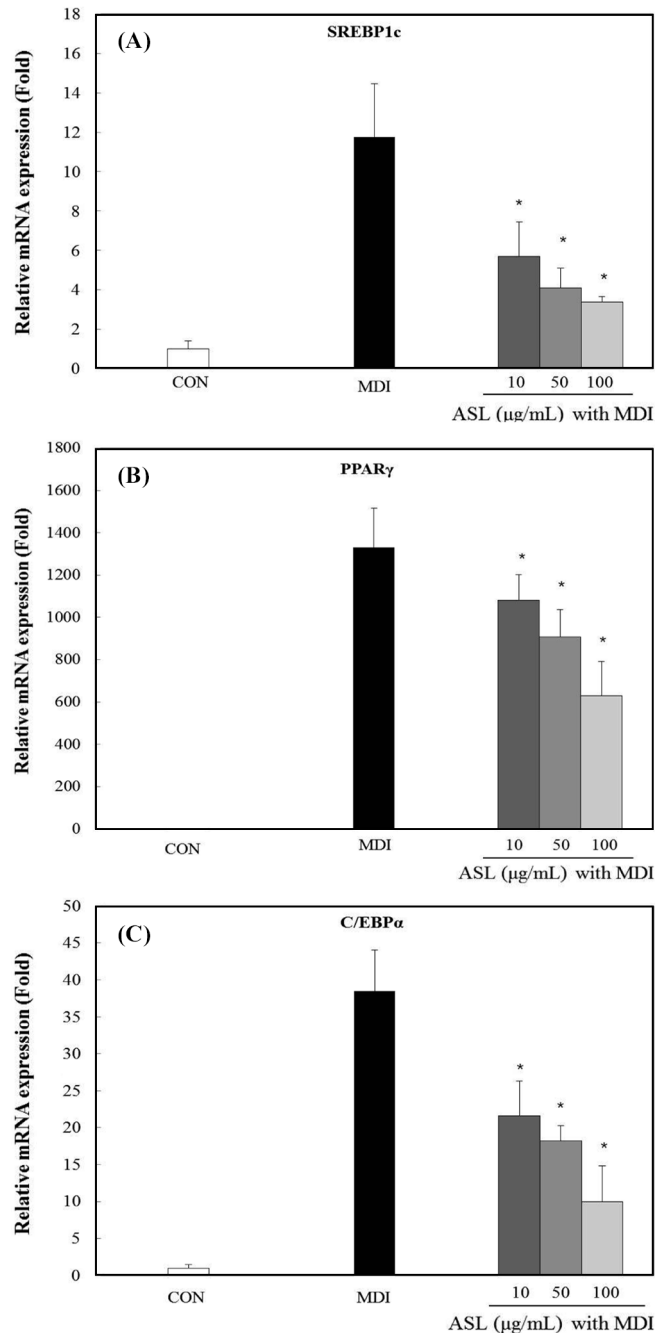 (A)
SREBP1c
Relative mRNA expression (Fold)
18
16
14
12
10
8
6
4
2
0
* * *
CON MDI 10 50 100
ASL (µg/mL) with MDI
(B)
PPARγ
Relative mRNA expression (Fold)
1800
1600
1400
1200
1000
800
600
400
200
0
* * *
CON MDI 10 50 100
ASL (µg/mL) with MDI
(C)
C/EBPα
Relative mRNA expression (Fold)
50
45
40
35
30
25
20
15
10
5
0
* * *
CON MDI 10 50 100
ASL (µg/mL) with MDI